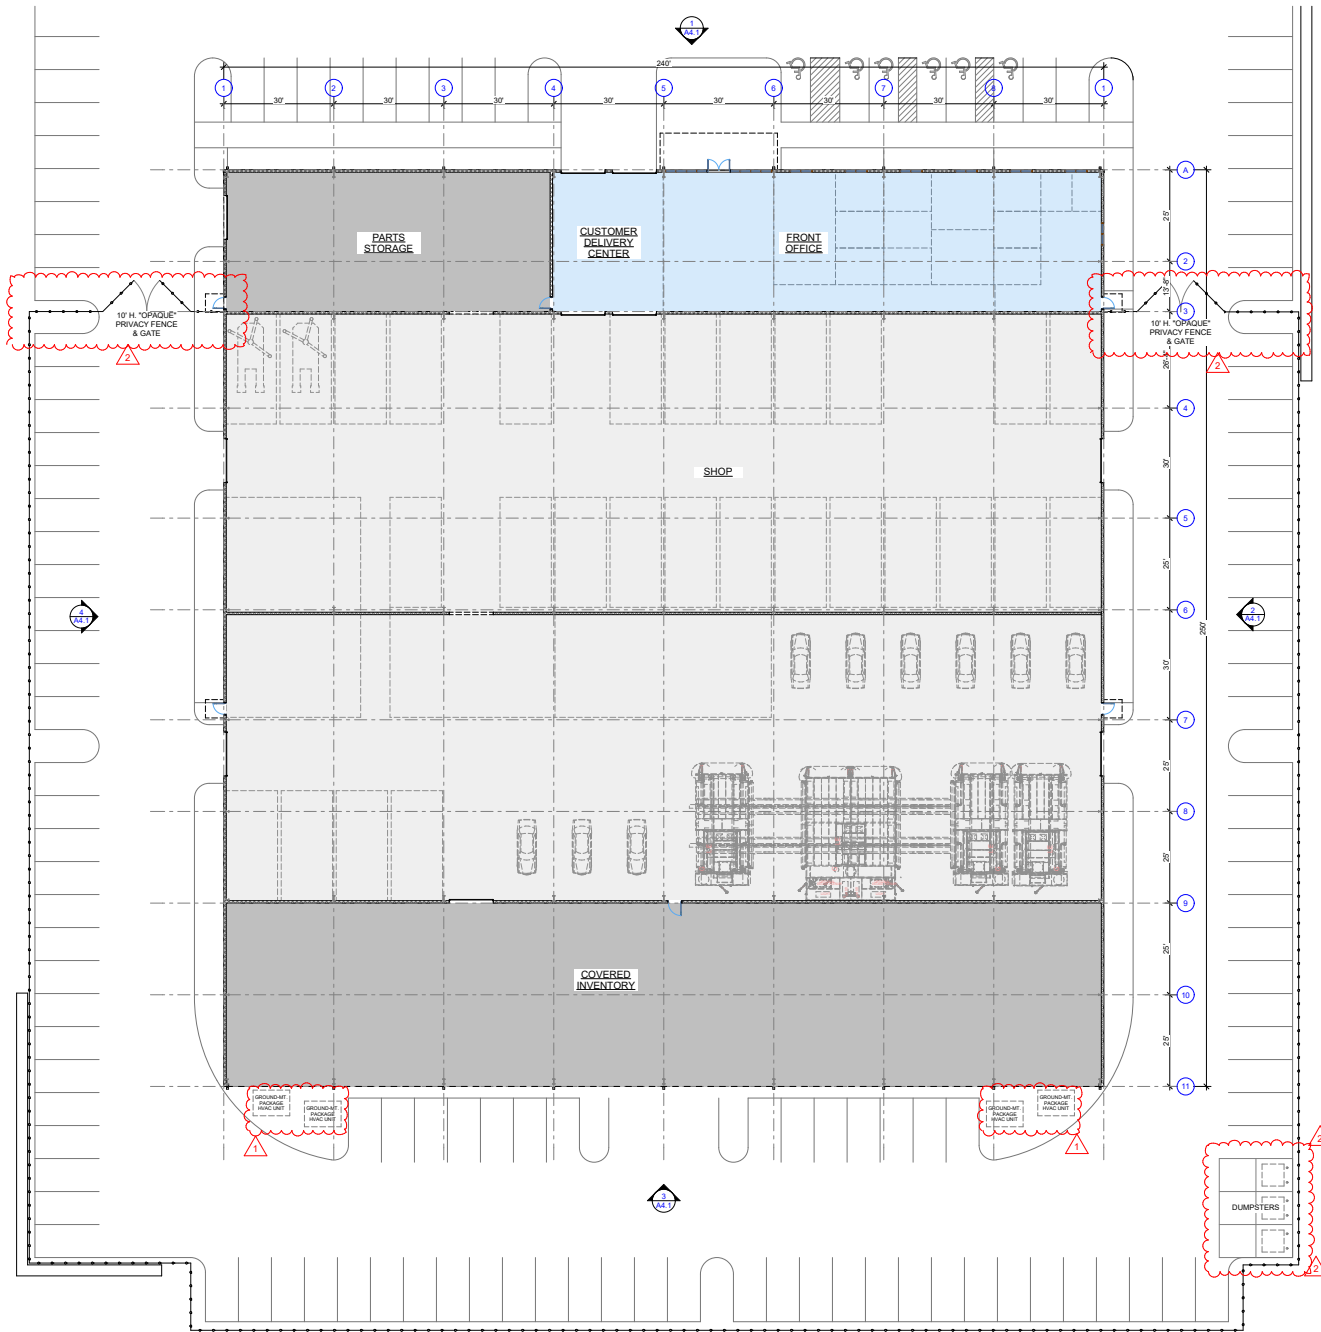 1
A4.1
240'
1
2
3
4
5
6
7
8
1
30'
30'
30'
30'
30'
30'
30'
30'
A
25'
PARTS
STORAGE
CUSTOMER
DELIVERY
CENTER
FRONT
OFFICE
2
3
10' H. "OPAQUE"
PRIVACY FENCE
& GATE
2
10' H. "OPAQUE"
PRIVACY FENCE
& GATE
2
4
SHOP
30'
5
25'
6
4
A4.1
2
A4.1
250'
30'
7
25'
8
25'
9
25'
COVERED
INVENTORY
10
25'
11
GROUND-MT.
PACKAGE
HVAC UNIT
GROUND-MT.
PACKAGE
HVAC UNIT
1
GROUND-MT.
PACKAGE
HVAC UNIT
GROUND-MT.
PACKAGE
HVAC UNIT
1
2
3
A4.1
DUMPSTERS
2